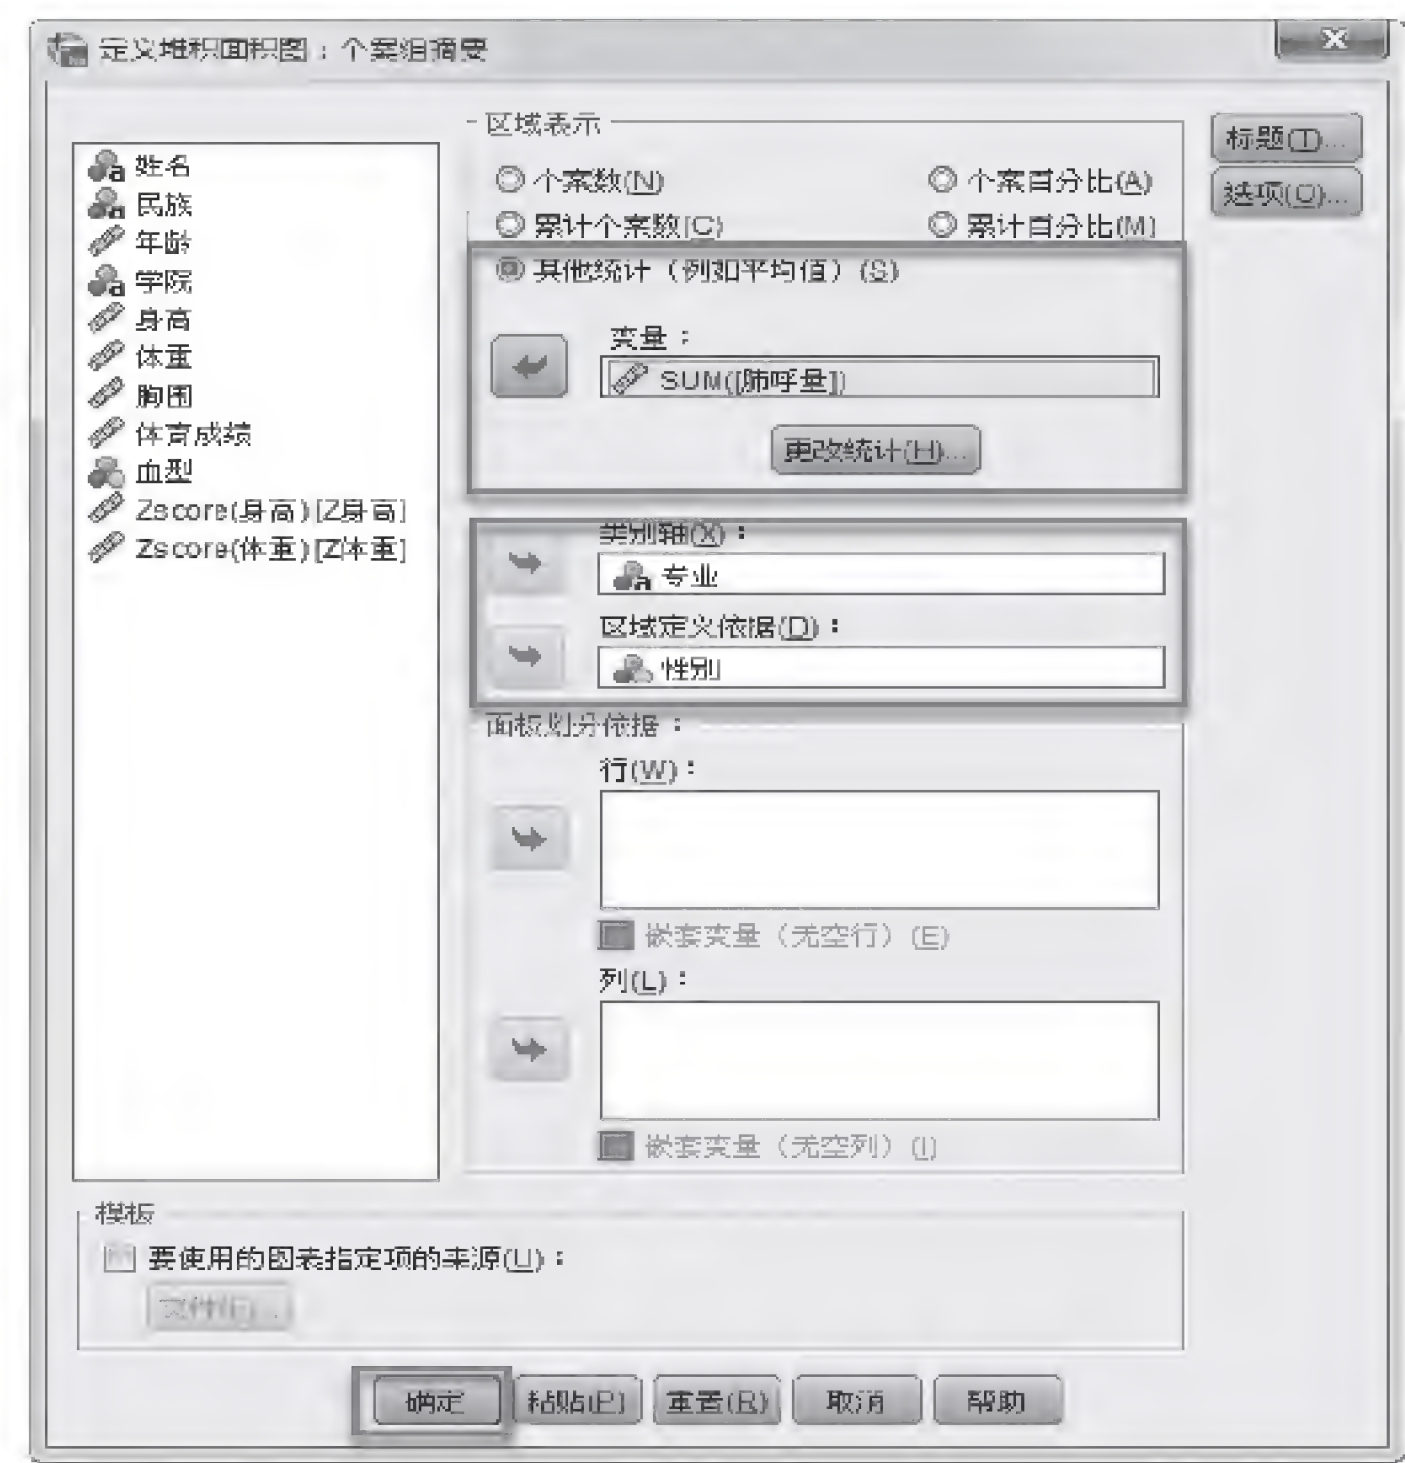 定义堆积面积图：个案组摘要
姓名
民族
年龄
学院
身高
体重
胸围
体育成绩
血型
Zscore(身高) [Z身高]
Zscore(体重) [Z体重]
区域表示
个案数(N)
个案百分比(A)
累计个案数(C)
累计百分比(M)
其他统计（例如平均值）(S)
变量：
SUM([肺呼量])
更改统计(H)...
类别轴(X)：
专业
区域定义依据(D)：
性别
面板划分依据：
行(W)：
嵌套变量（无空行）(E)
列(L)：
嵌套变量（无空列）(I)
标题(T)...
选项(O)...
模板
要使用的图表指定项的来源(U)：
文件(F)...
确定
粘贴(P)
重置(R)
取消
帮助